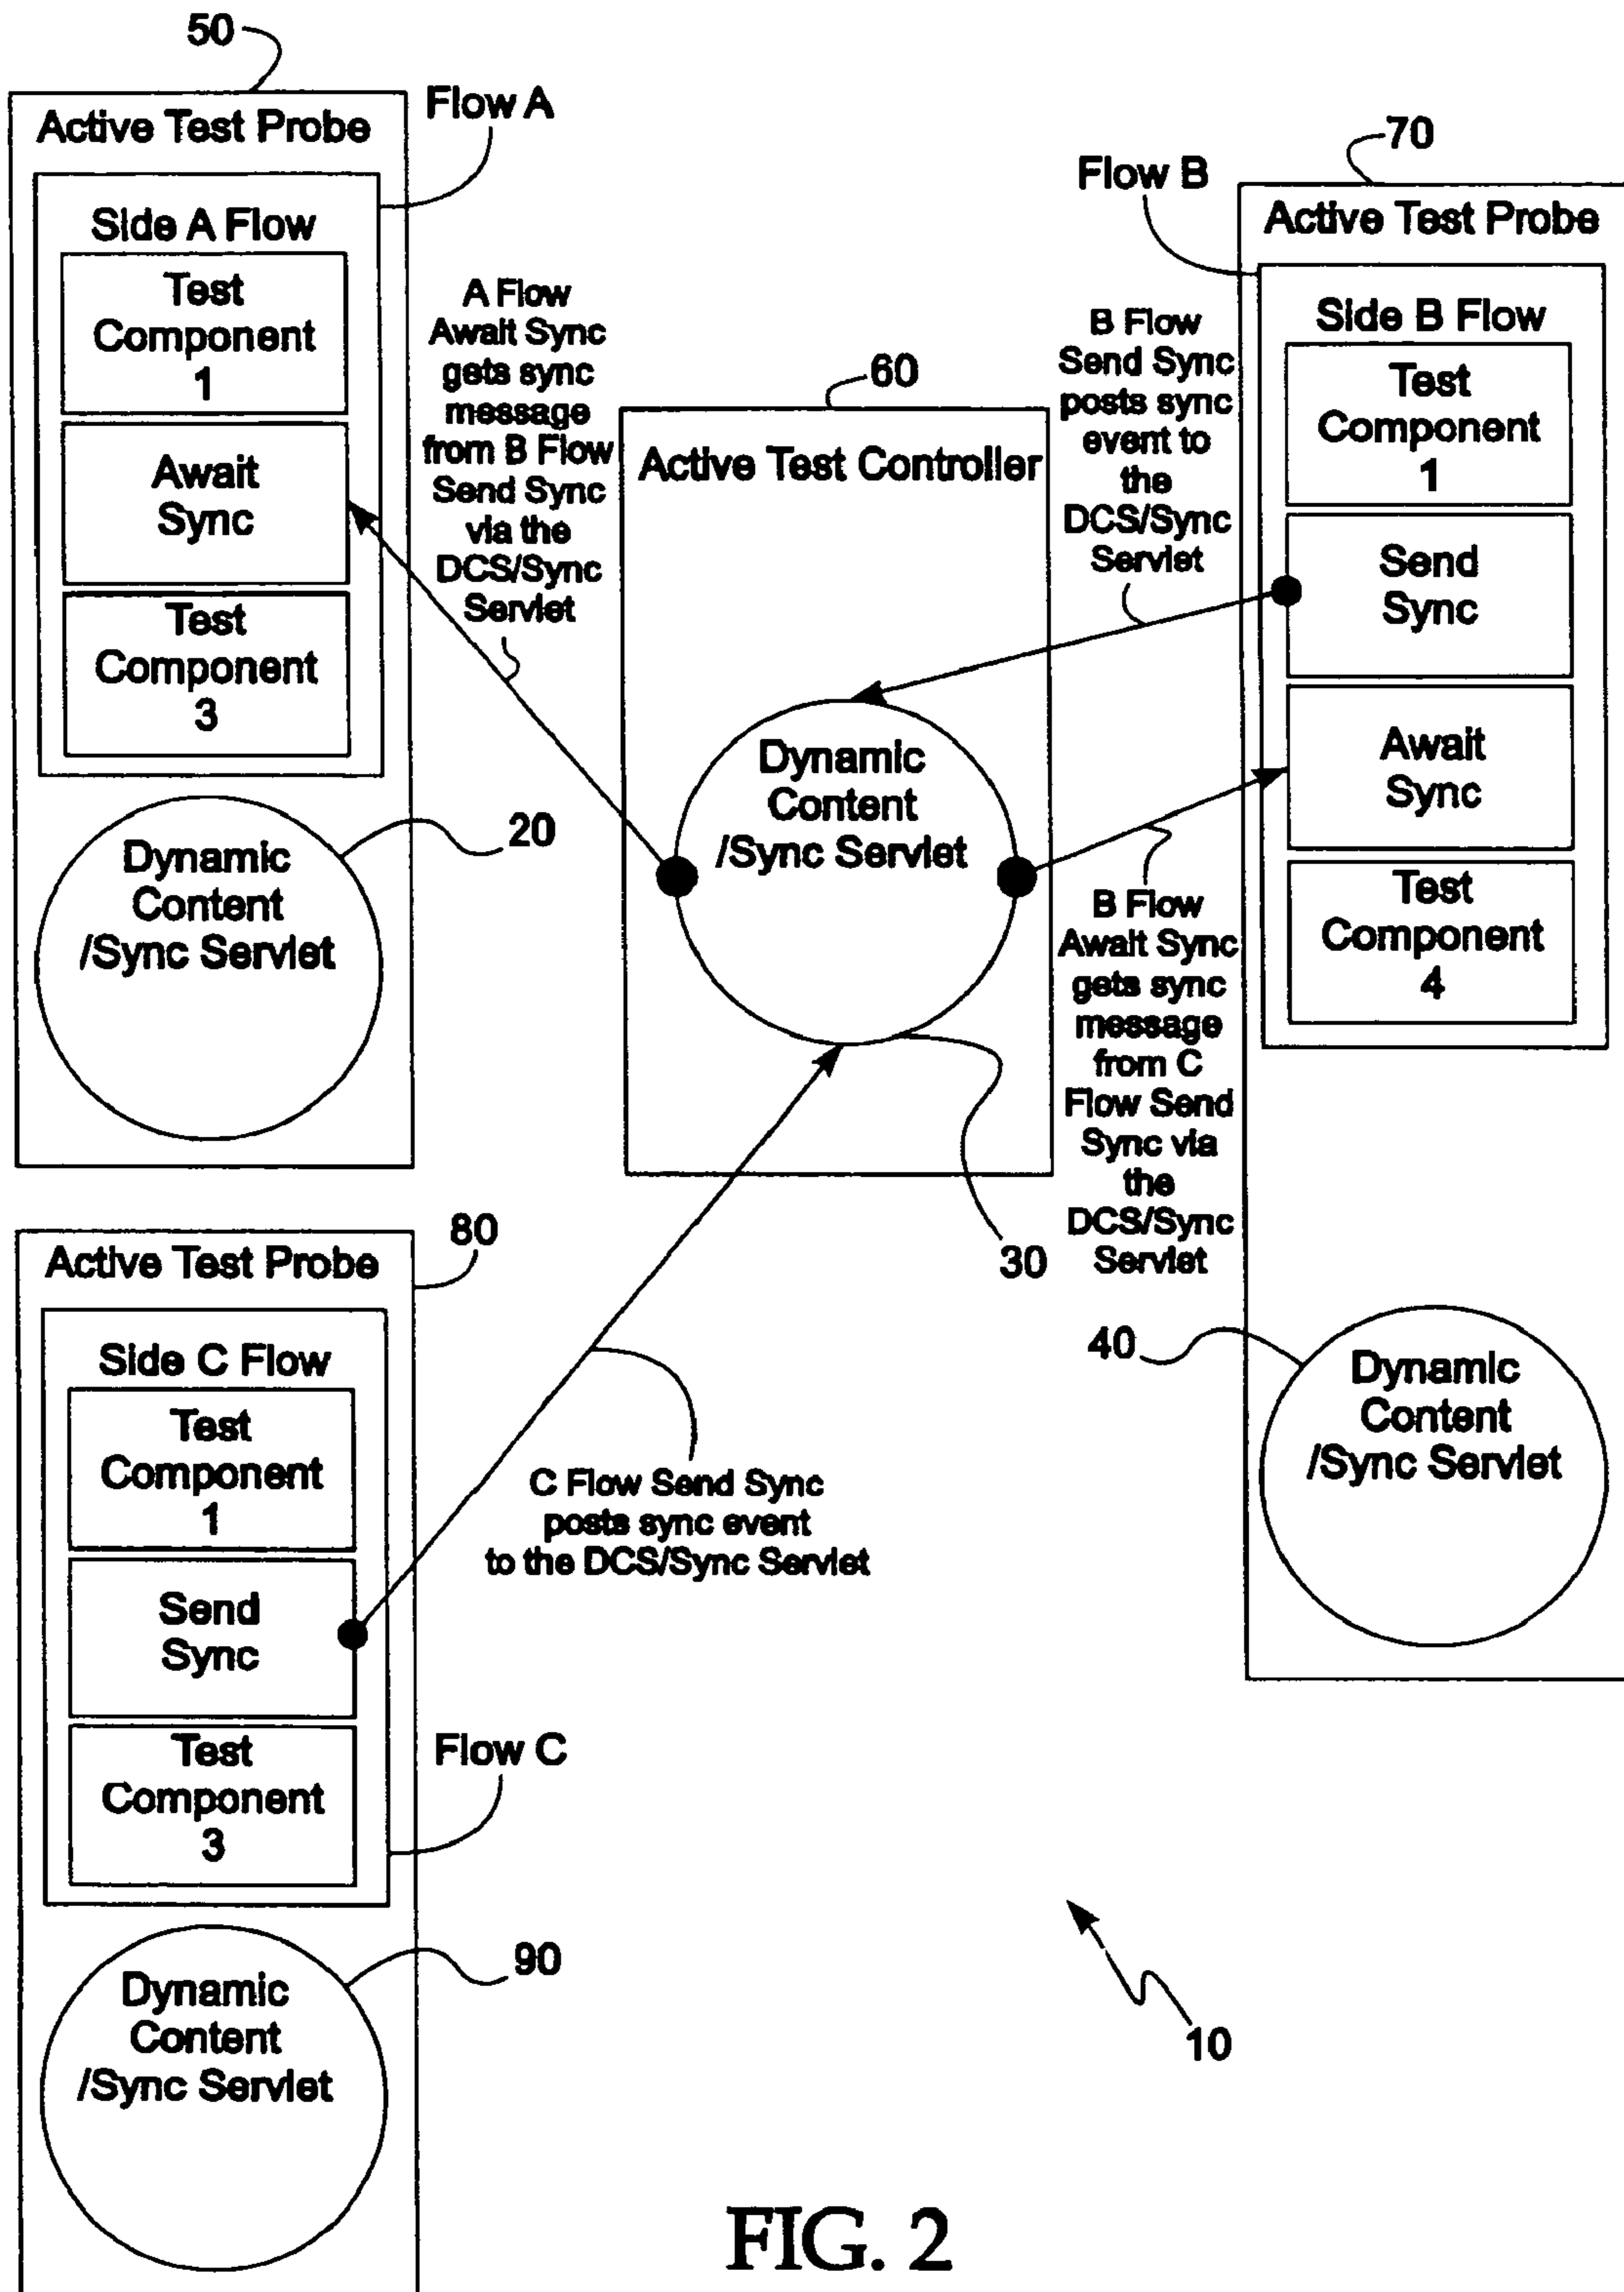 50
Active Test Probe
Flow A
Side A Flow
Test
Component
1
Await
Sync
Test
Component
3
Dynamic
Content
/Sync Servlet
20
A Flow
Await Sync
gets sync
message
from B Flow
Send Sync
via the
DCS/Sync
Servlet
60
Active Test Controller
Dynamic
Content
/Sync Servlet
30
B Flow
Send Sync
posts sync
event to
the
DCS/Sync
Servlet
B Flow
Await Sync
gets sync
message
from C
Flow Send
Sync via
the
DCS/Sync
Servlet
70
Flow B
Active Test Probe
Side B Flow
Test
Component
1
Send
Sync
Await
Sync
Test
Component
4
40
Dynamic
Content
/Sync Servlet
80
Active Test Probe
Side C Flow
Test
Component
1
Send
Sync
Test
Component
3
Flow C
C Flow Send Sync
posts sync event
to the DCS/Sync Servlet
Dynamic
Content
/Sync Servlet
90
10
FIG. 2